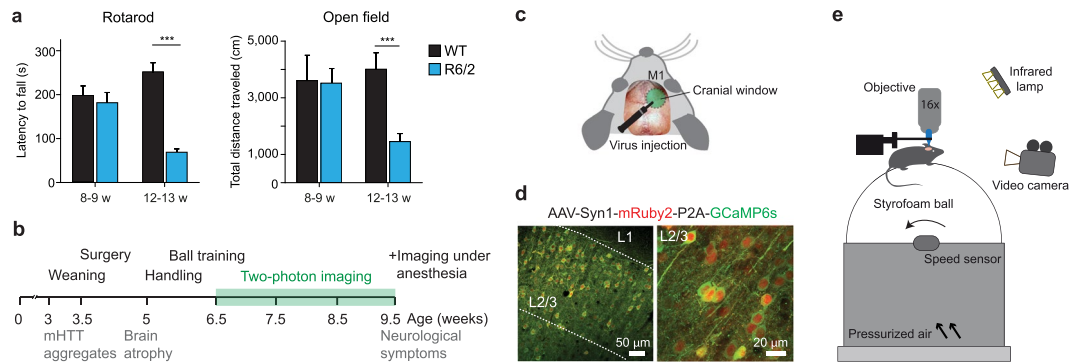 a
Rotarod
Latency to fall (s)
300
200
100
0
***
8-9 w
12-13 w
Open field
Total distance traveled (cm)
5,000
3,000
1,000
***
8-9 w
12-13 w
WT
R6/2
b
Surgery
Ball training
+Imaging under
anesthesia
Weaning
Handling
Two-photon imaging
0
3
3.5
5
6.5
7.5
8.5
9.5
Age (weeks)
mHTT
aggregates
Brain
atrophy
Neurological
symptoms
c
M1
Cranial window
Virus injection
d
AAV-Syn1-mRuby2-P2A-GCaMP6s
L1
L2/3
50 µm
L2/3
20 µm
e
Objective
16x
Infrared
lamp
Video camera
Styrofoam ball
Speed sensor
Pressurized air